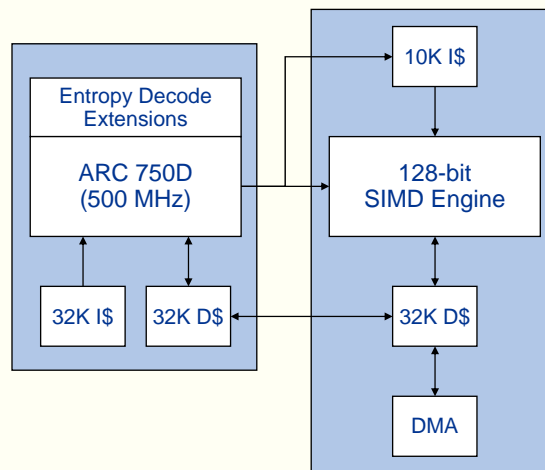 Entropy Decode
Extensions
ARC 750D
(500 MHz)
32K I$
32K D$
10K I$
128-bit
SIMD Engine
32K D$
DMA